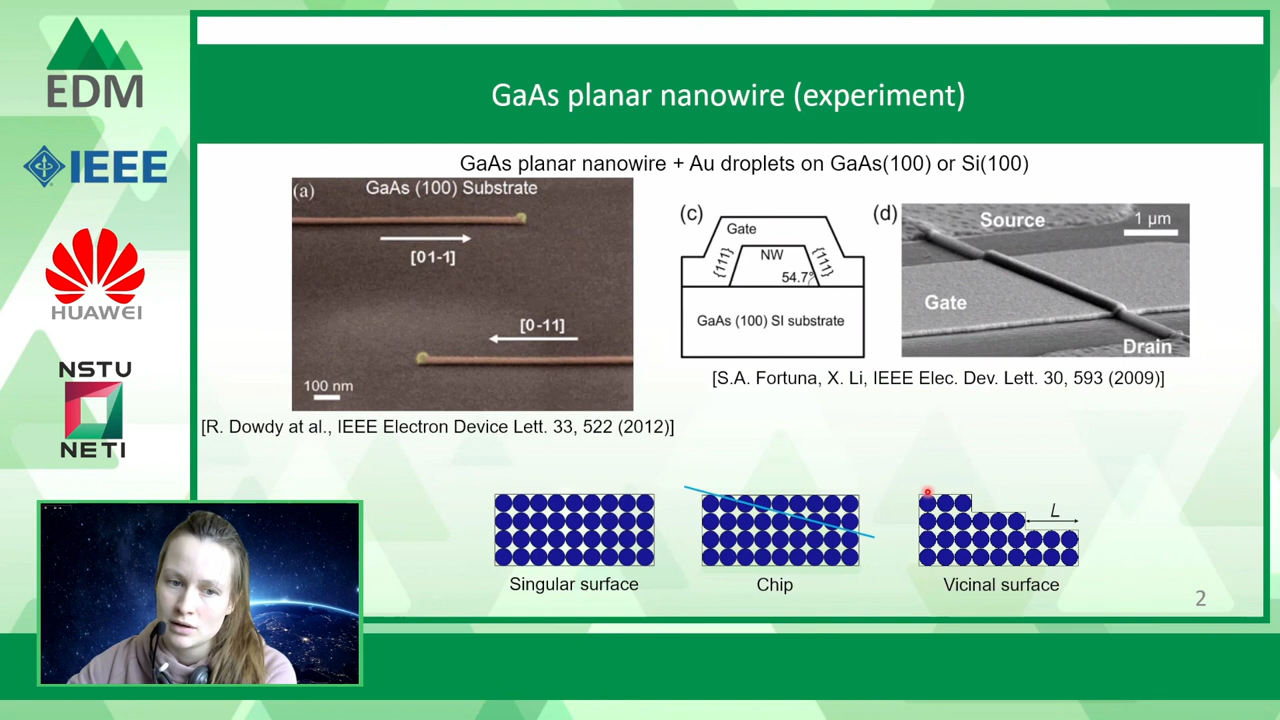 EDM
IEEE
HUAWEI
NSTU
NETI
GaAs planar nanowire (experiment)
GaAs planar nanowire + Au droplets on GaAs(100) or Si(100)
(a)
GaAs (100) Substrate
[01-1]
[0-11]
100 nm
[R. Dowdy at al., IEEE Electron Device Lett. 33, 522 (2012)]
(c)
Gate
NW
{111}
{111}
54.7°
GaAs (100) SI substrate
(d)
Source
1 µm
Gate
Drain
[S.A. Fortuna, X. Li, IEEE Elec. Dev. Lett. 30, 593 (2009)]
L
Singular surface
Chip
Vicinal surface
2